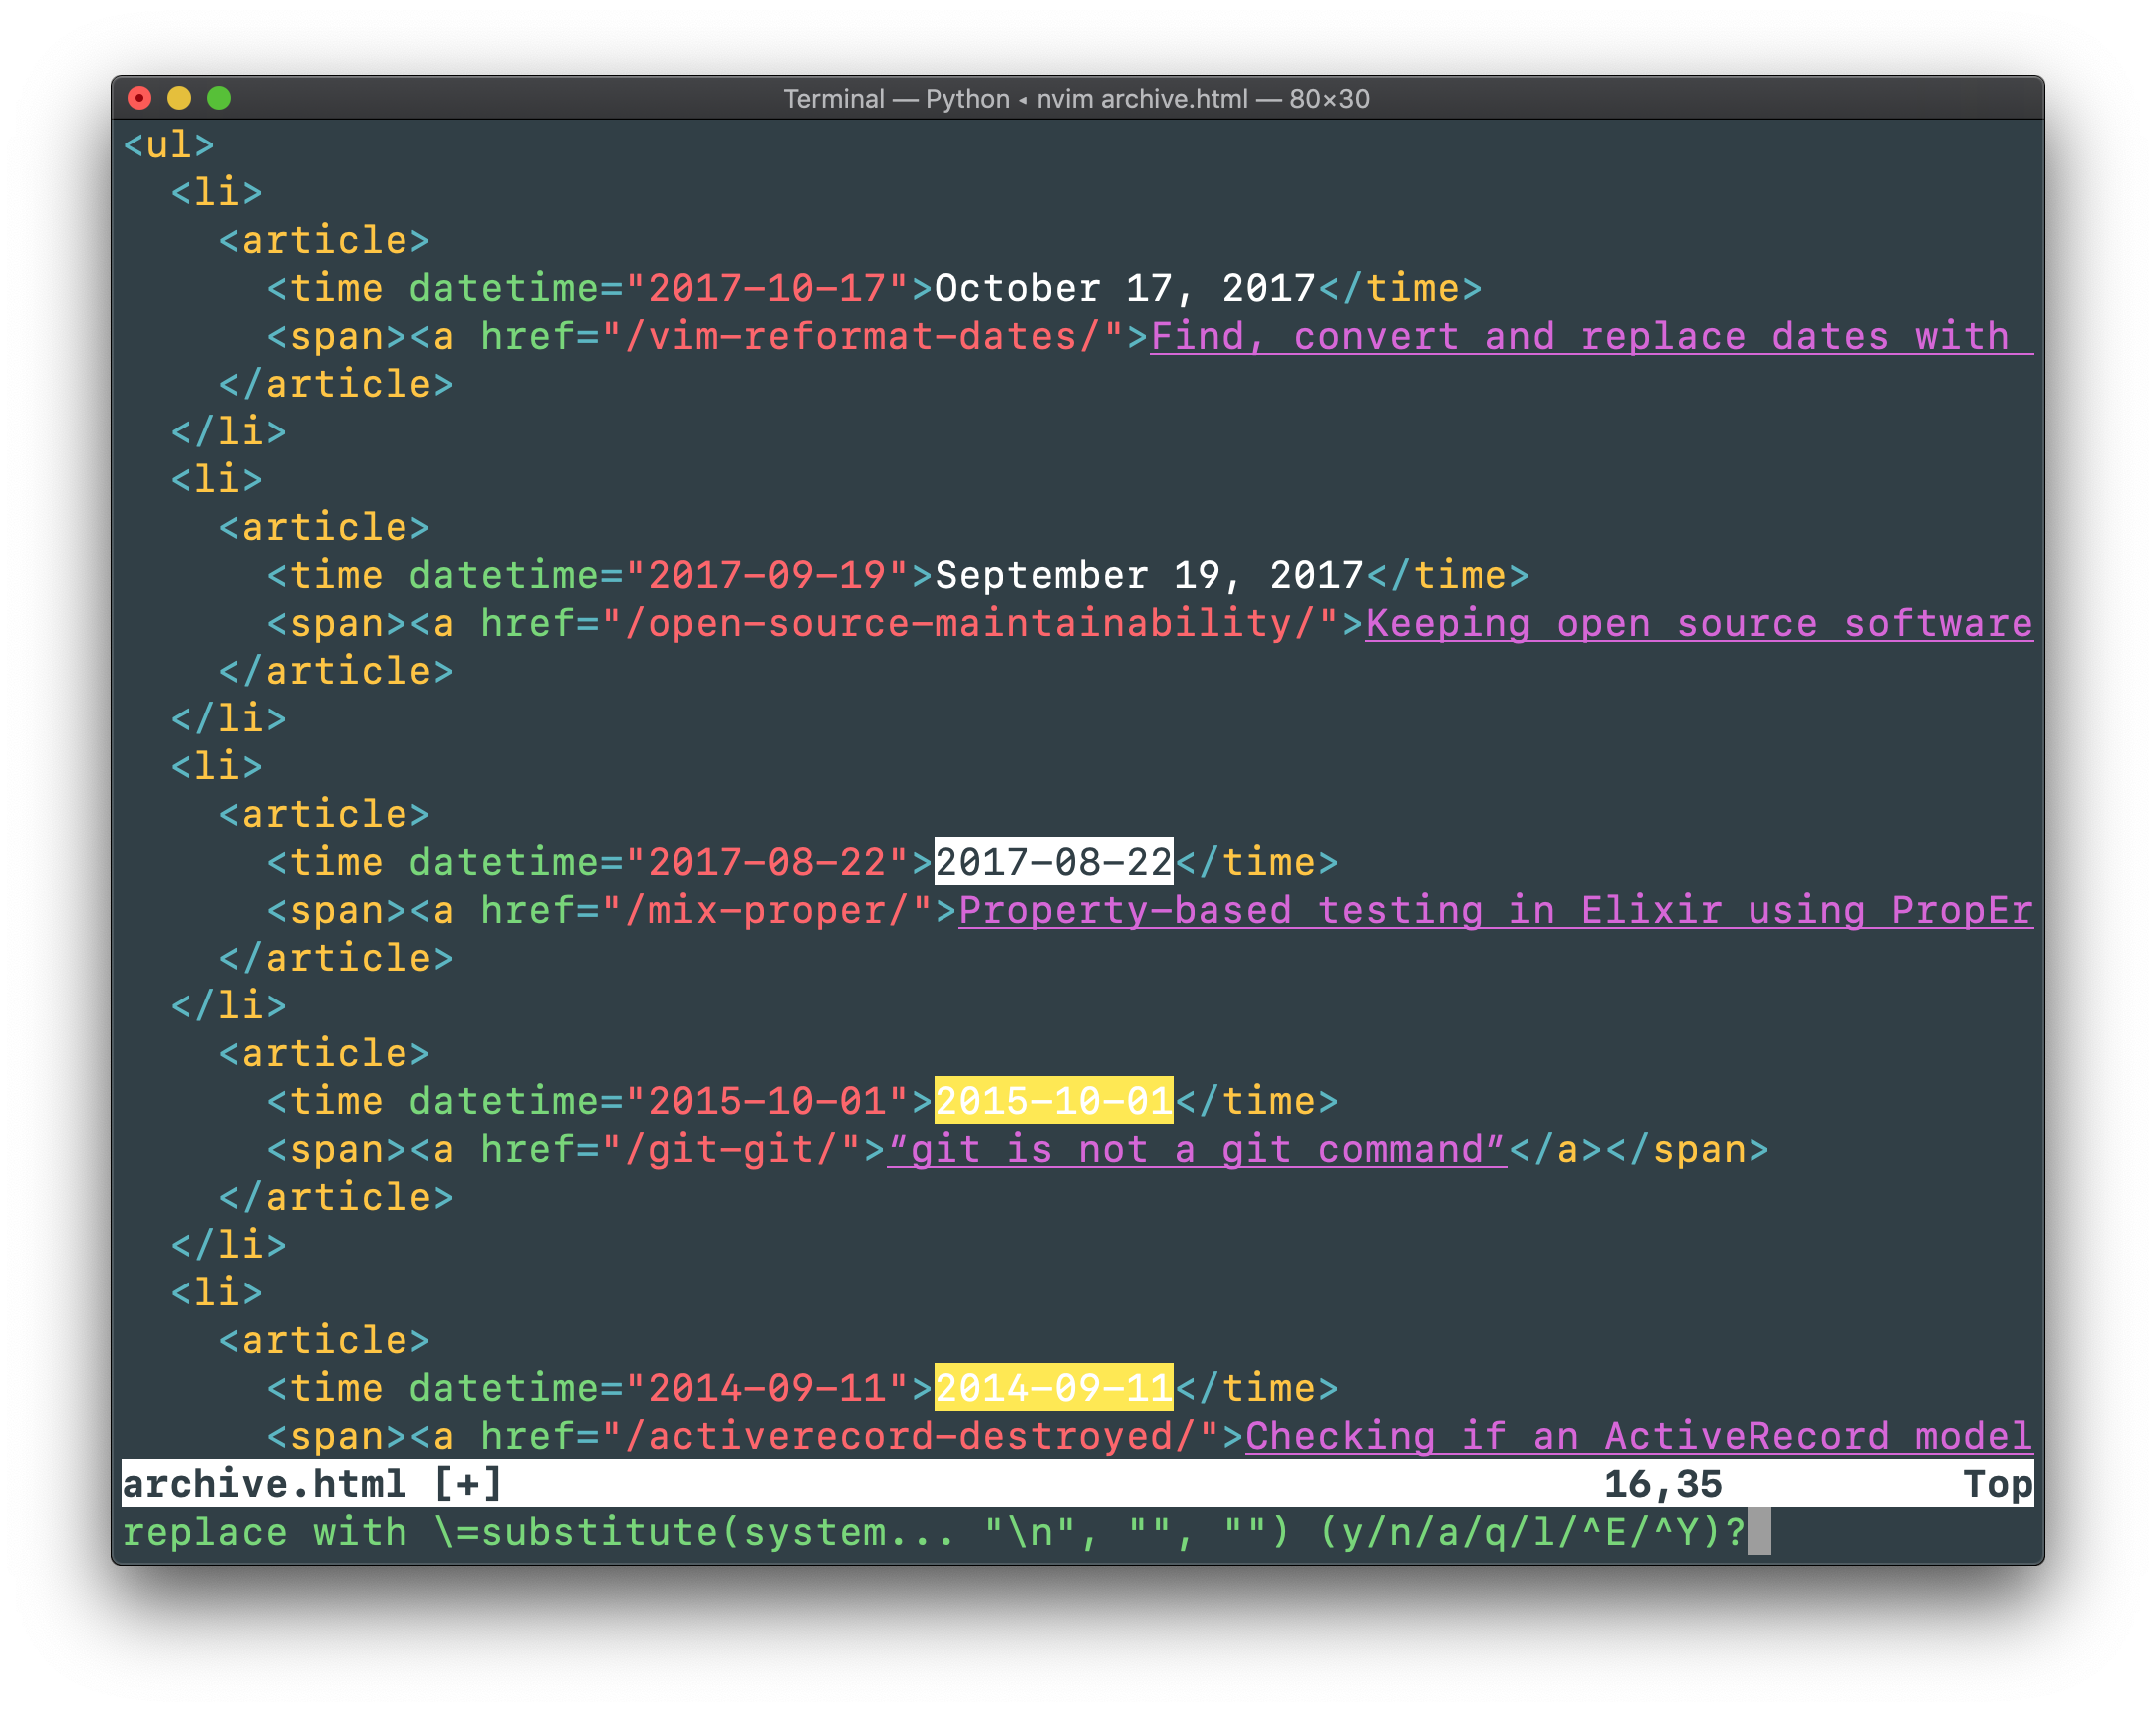 Terminal — Python ◂ nvim archive.html — 80×30
<ul>
  <li>
    <article>
      <time datetime="2017-10-17">October 17, 2017</time>
      <span><a href="/vim-reformat-dates/">Find, convert and replace dates with
    </article>
  </li>
  <li>
    <article>
      <time datetime="2017-09-19">September 19, 2017</time>
      <span><a href="/open-source-maintainability/">Keeping open source software
    </article>
  </li>
  <li>
    <article>
      <time datetime="2017-08-22">2017-08-22</time>
      <span><a href="/mix-proper/">Property-based testing in Elixir using PropEr
    </article>
  </li>
    <article>
      <time datetime="2015-10-01">2015-10-01</time>
      <span><a href="/git-git/">“git is not a git command”</a></span>
    </article>
  </li>
  <li>
    <article>
      <time datetime="2014-09-11">2014-09-11</time>
      <span><a href="/activerecord-destroyed/">Checking if an ActiveRecord model
archive.html [+] 16,35 Top
replace with \=substitute(system... "\n", "", "") (y/n/a/q/l/^E/^Y)?